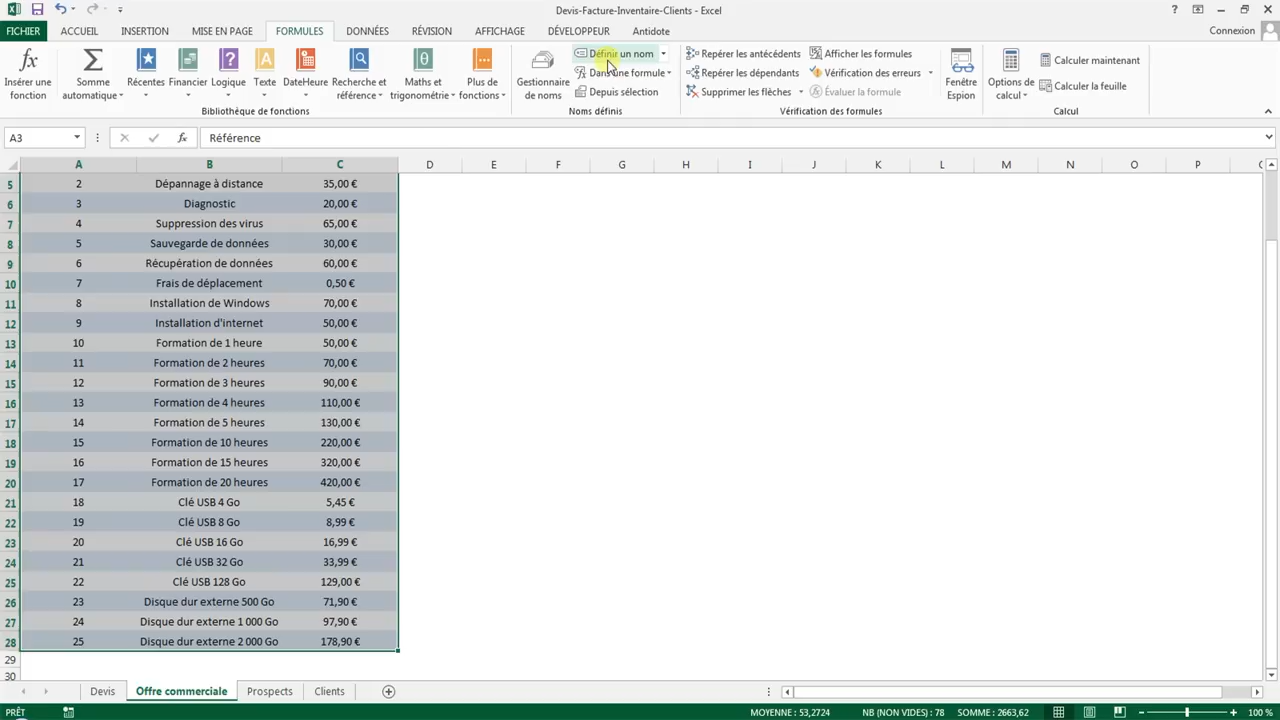 Devis-Facture-Inventaire-Clients - Excel
FICHIER ACCUEIL INSERTION MISE EN PAGE FORMULES DONNÉES RÉVISION AFFICHAGE DÉVELOPPEUR Antidote Connexion
Insérer une fonction
Somme automatique
Récentes
Financier
Logique
Texte
DateHeure
Recherche et référence
Maths et trigonométrie
Plus de fonctions
Bibliothèque de fonctions
Gestionnaire de noms
Définir un nom
Dans une formule
Depuis sélection
Noms définis
Repérer les antécédents
Repérer les dépendants
Supprimer les flèches
Afficher les formules
Vérification des erreurs
Évaluer la formule
Vérification des formules
Fenêtre Espion
Options de calcul
Calculer maintenant
Calculer la feuille
Calcul
A3 fx Référence
A B C D E F G H I J K L M N O P
5 2 Dépannage à distance 35,00 €
6 3 Diagnostic 20,00 €
7 4 Suppression des virus 65,00 €
8 5 Sauvegarde de données 30,00 €
9 6 Récupération de données 60,00 €
10 7 Frais de déplacement 0,50 €
11 8 Installation de Windows 70,00 €
12 9 Installation d'internet 50,00 €
13 10 Formation de 1 heure 50,00 €
14 11 Formation de 2 heures 70,00 €
15 12 Formation de 3 heures 90,00 €
16 13 Formation de 4 heures 110,00 €
17 14 Formation de 5 heures 130,00 €
18 15 Formation de 10 heures 220,00 €
19 16 Formation de 15 heures 320,00 €
20 17 Formation de 20 heures 420,00 €
21 18 Clé USB 4 Go 5,45 €
22 19 Clé USB 8 Go 8,99 €
23 20 Clé USB 16 Go 16,99 €
24 21 Clé USB 32 Go 33,99 €
25 22 Clé USB 128 Go 129,00 €
26 23 Disque dur externe 500 Go 71,90 €
27 24 Disque dur externe 1 000 Go 97,90 €
28 25 Disque dur externe 2 000 Go 178,90 €
29
30
Devis Offre commerciale Prospects Clients
PRÊT MOYENNE : 53,2724 NB (NON VIDES) : 78 SOMME : 2663,62 100 %